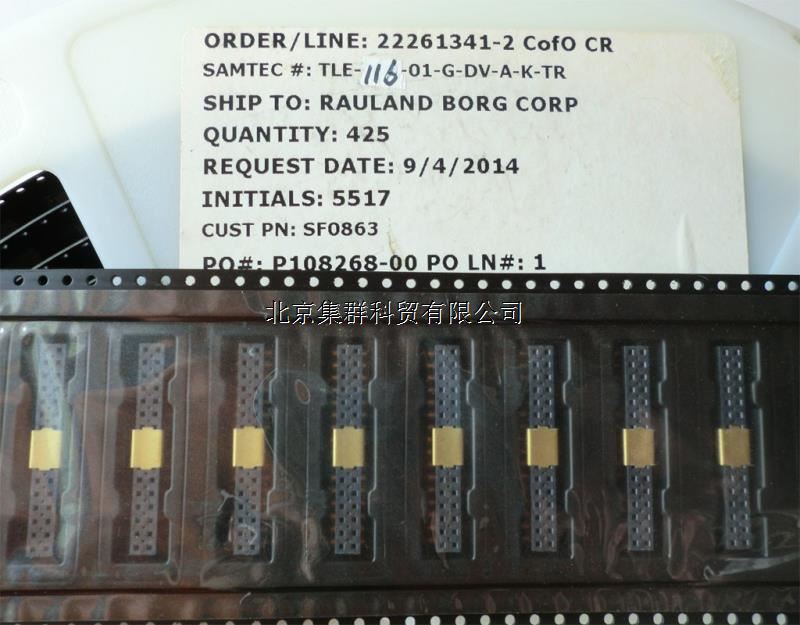 ORDER/LINE: 22261341-2 CofO CR
SAMTEC #: TLE-116-01-G-DV-A-K-TR
SHIP TO: RAULAND BORG CORP
QUANTITY: 425
REQUEST DATE: 9/4/2014
INITIALS: 5517
CUST PN: SF0863
PO#: P108268-00 PO LN#: 1
北京集群科贸有限公司